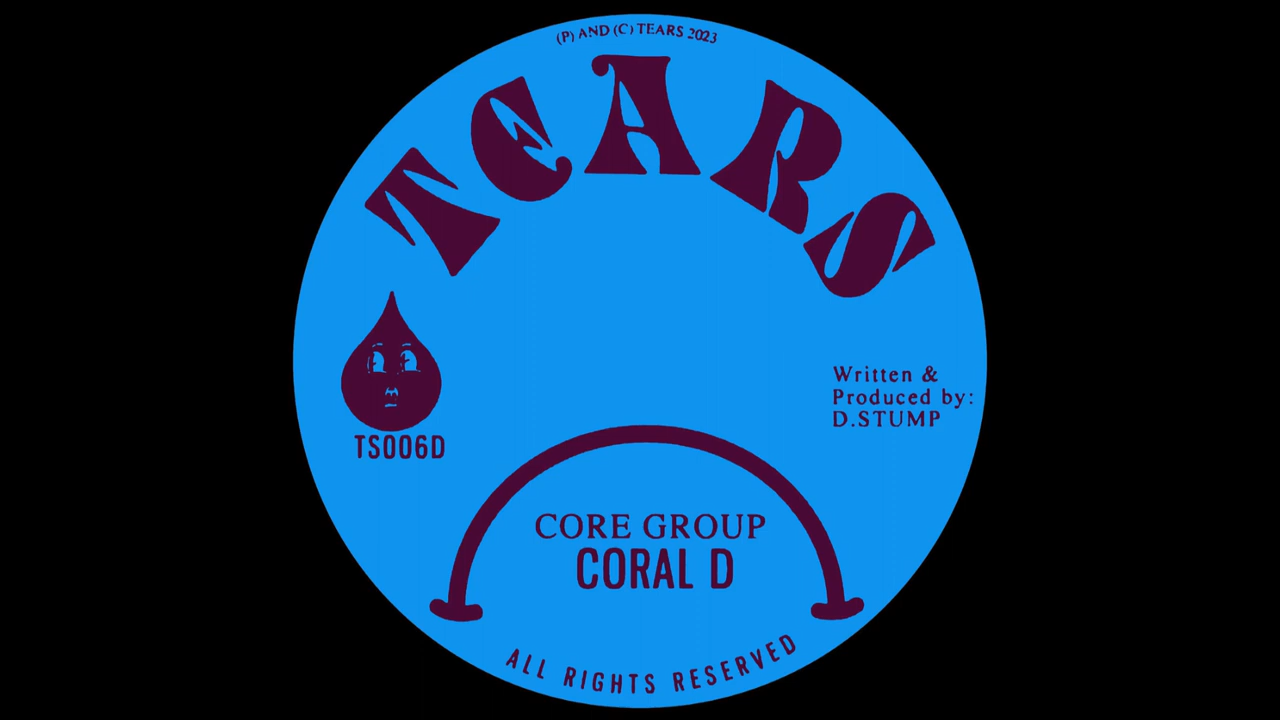 (P) AND (C) TEARS 2023
TEARS
Written &
Produced by:
D.STUMP
TS006D
CORE GROUP
CORAL D
ALL RIGHTS RESERVED